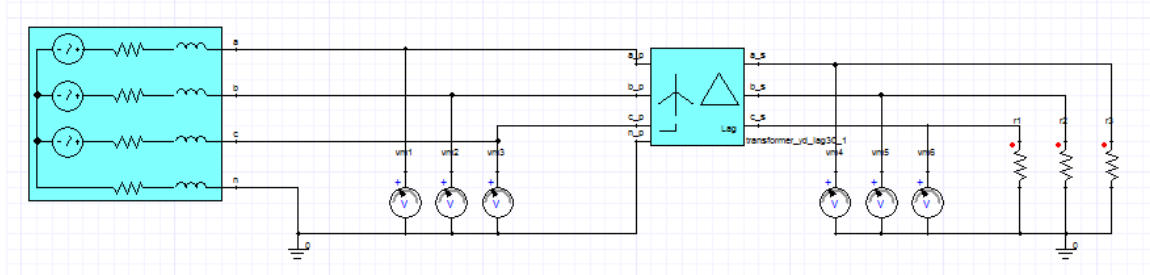 a
b
c
n
0
vm1
vm2
vm3
V
V
V
a_p
b_p
c_p
n_p
Lag
a_s
b_s
c_s
transformer_yd_lag30_1
vm4
vm5
vm6
V
V
V
r1
r2
r3
0